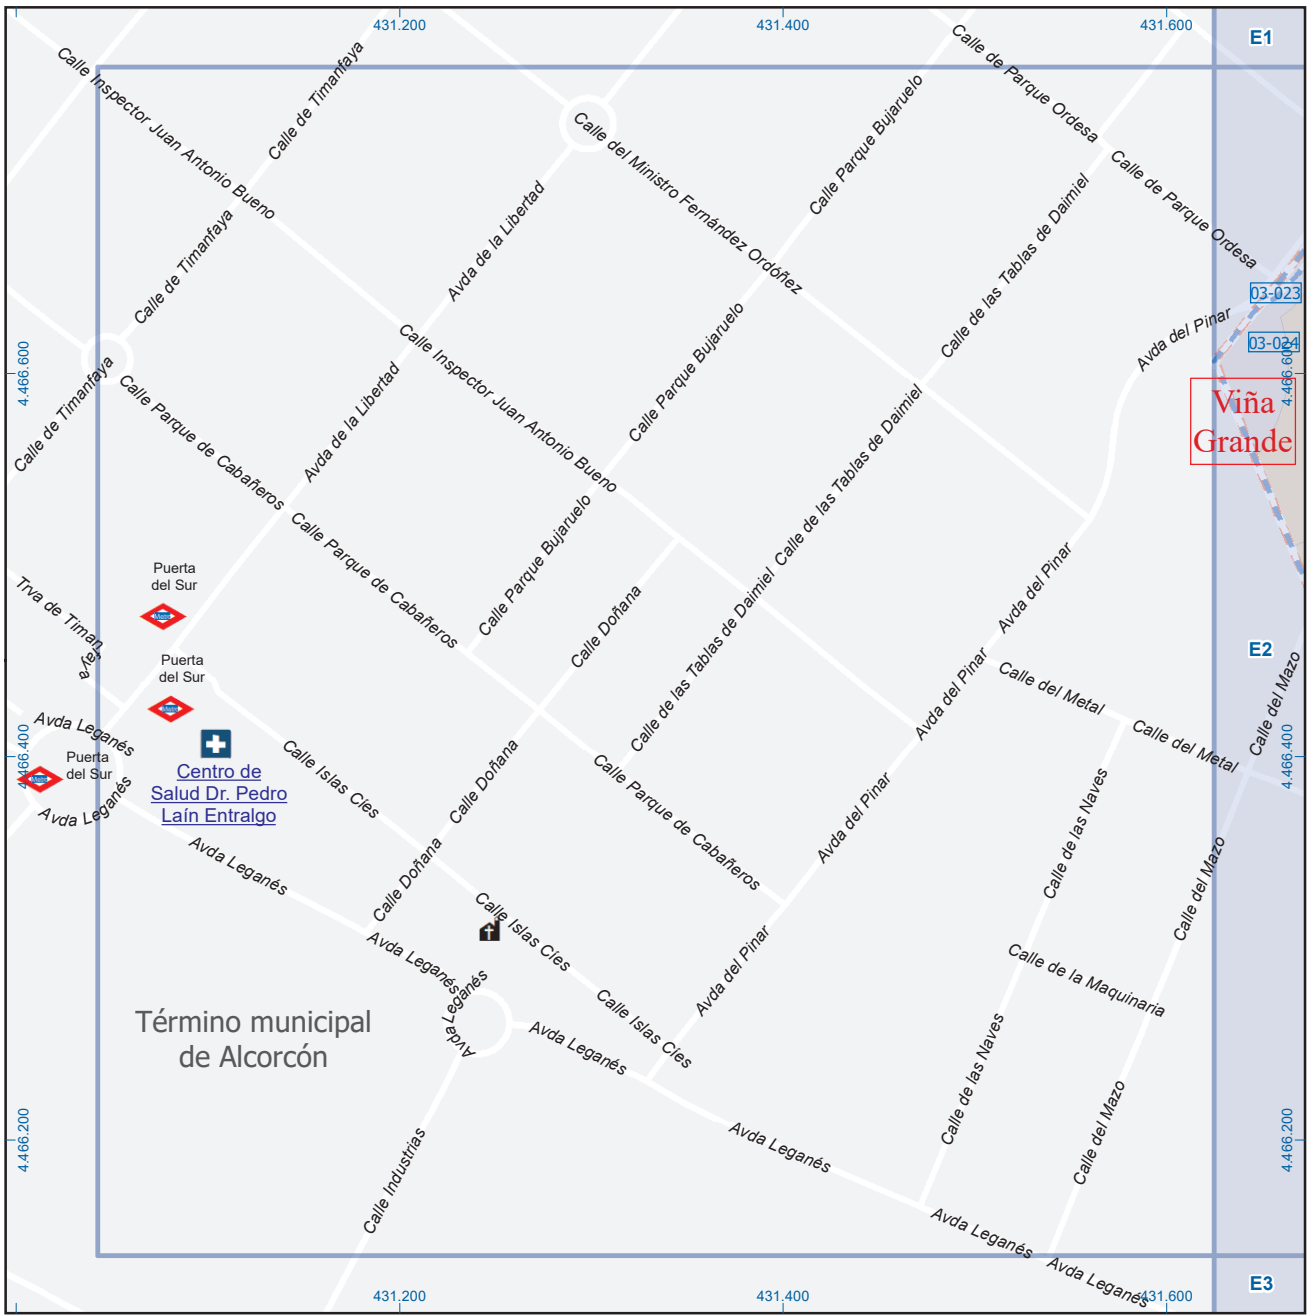 431.200
431.400
431.600
E1
Calle Inspector Juan Antonio Bueno
Calle de Timanfaya
Calle de Parque Ordesa
Calle del Ministro Fernández Ordóñez
Calle Parque Bujaruelo
Calle de Parque Ordesa
Calle de Timanfaya
Avda de la Libertad
Calle de las Tablas de Daimiel
03-023
03-024
Avda del Pinar
4.466.600
4.466.600
Calle de Timanfaya
Calle Parque de Cabañeros
Avda de la Libertad
Calle Inspector Juan Antonio Bueno
Calle Parque Bujaruelo
Calle de las Tablas de Daimiel
Viña
Grande
Calle Parque de Cabañeros
Calle Parque Bujaruelo
Calle Doñana
Calle de las Tablas de Daimiel
Avda del Pinar
Puerta
del Sur
Metro
Trva de Timan
faya
Puerta
del Sur
Metro
E2
Avda del Pinar
Calle del Metal
Calle del Metal
Calle del Mazo
Avda Leganés
Puerta
del Sur
Metro
Avda Leganés
4.466.400
4.466.400
Centro de
Salud Dr. Pedro
Laín Entralgo
Calle Islas Cíes
Calle Doñana
Calle Parque de Cabañeros
Avda del Pinar
Calle de las Naves
Calle del Mazo
Avda Leganés
Calle Doñana
Calle Islas Cíes
Avda Leganés
Avda Leganés
Avda del Pinar
Calle de la Maquinaria
Término municipal
de Alcorcón
Calle Islas Cíes
Avda Leganés
Calle de las Naves
Calle del Mazo
4.466.200
4.466.200
Calle Industrias
Avda Leganés
Avda Leganés
Avda Leganés
E3
431.200
431.400
431.600